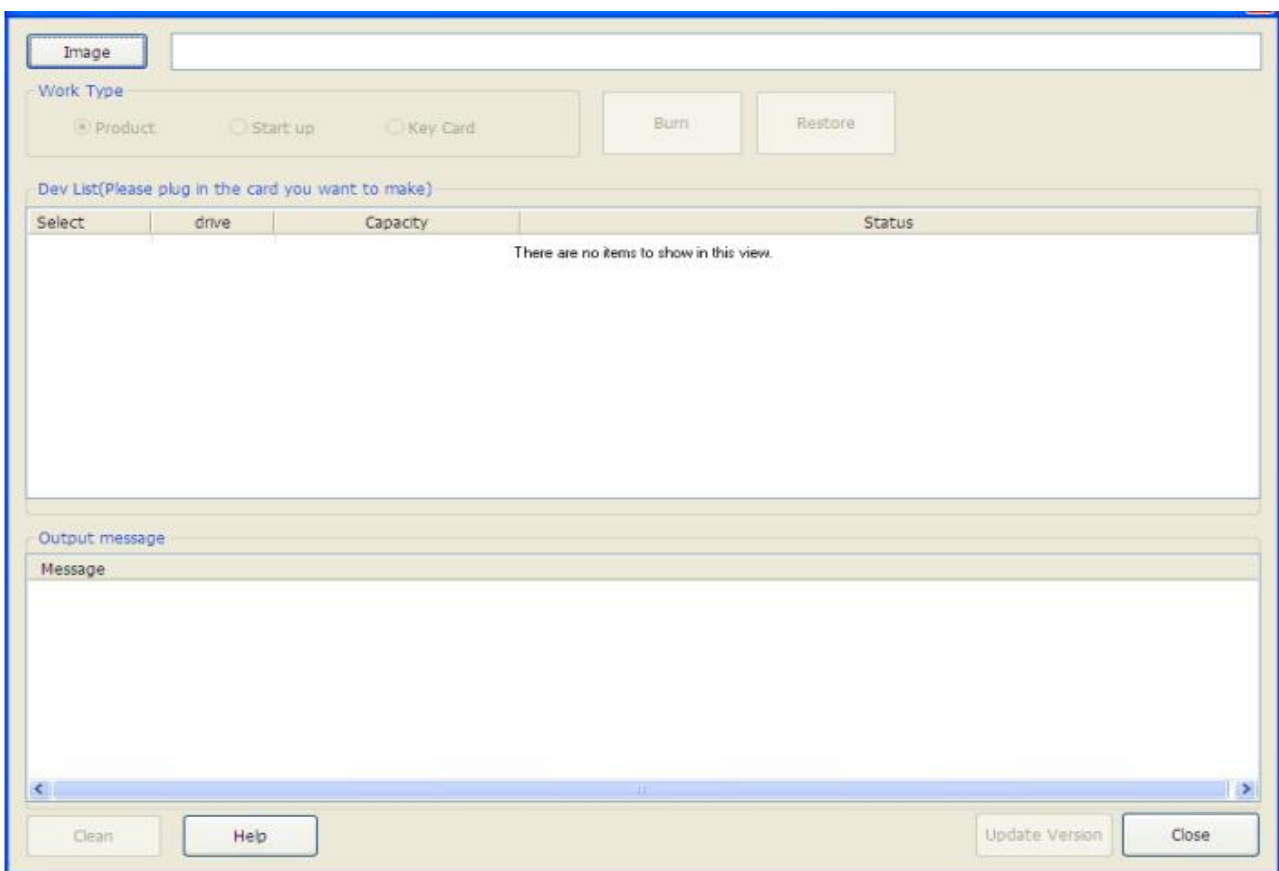 Image
Work Type
Product Start up Key Card Burn Restore
Dev List(Please plug in the card you want to make)
Select drive Capacity Status
There are no items to show in this view.
Output message
Message
Clean Help Update Version Close